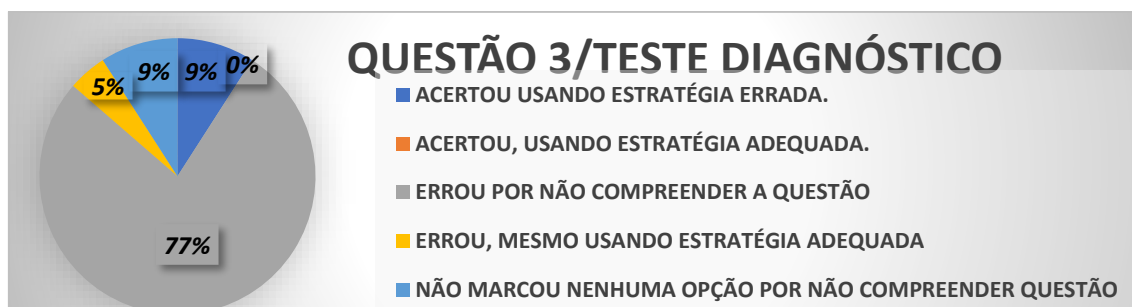 QUESTÃO 3/TESTE DIAGNÓSTICO
9% 9% 0%
5%
77%
ACERTOU USANDO ESTRATÉGIA ERRADA.
ACERTOU, USANDO ESTRATÉGIA ADEQUADA.
ERROU POR NÃO COMPREENDER A QUESTÃO
ERROU, MESMO USANDO ESTRATÉGIA ADEQUADA
NÃO MARCOU NENHUMA OPÇÃO POR NÃO COMPREENDER QUESTÃO